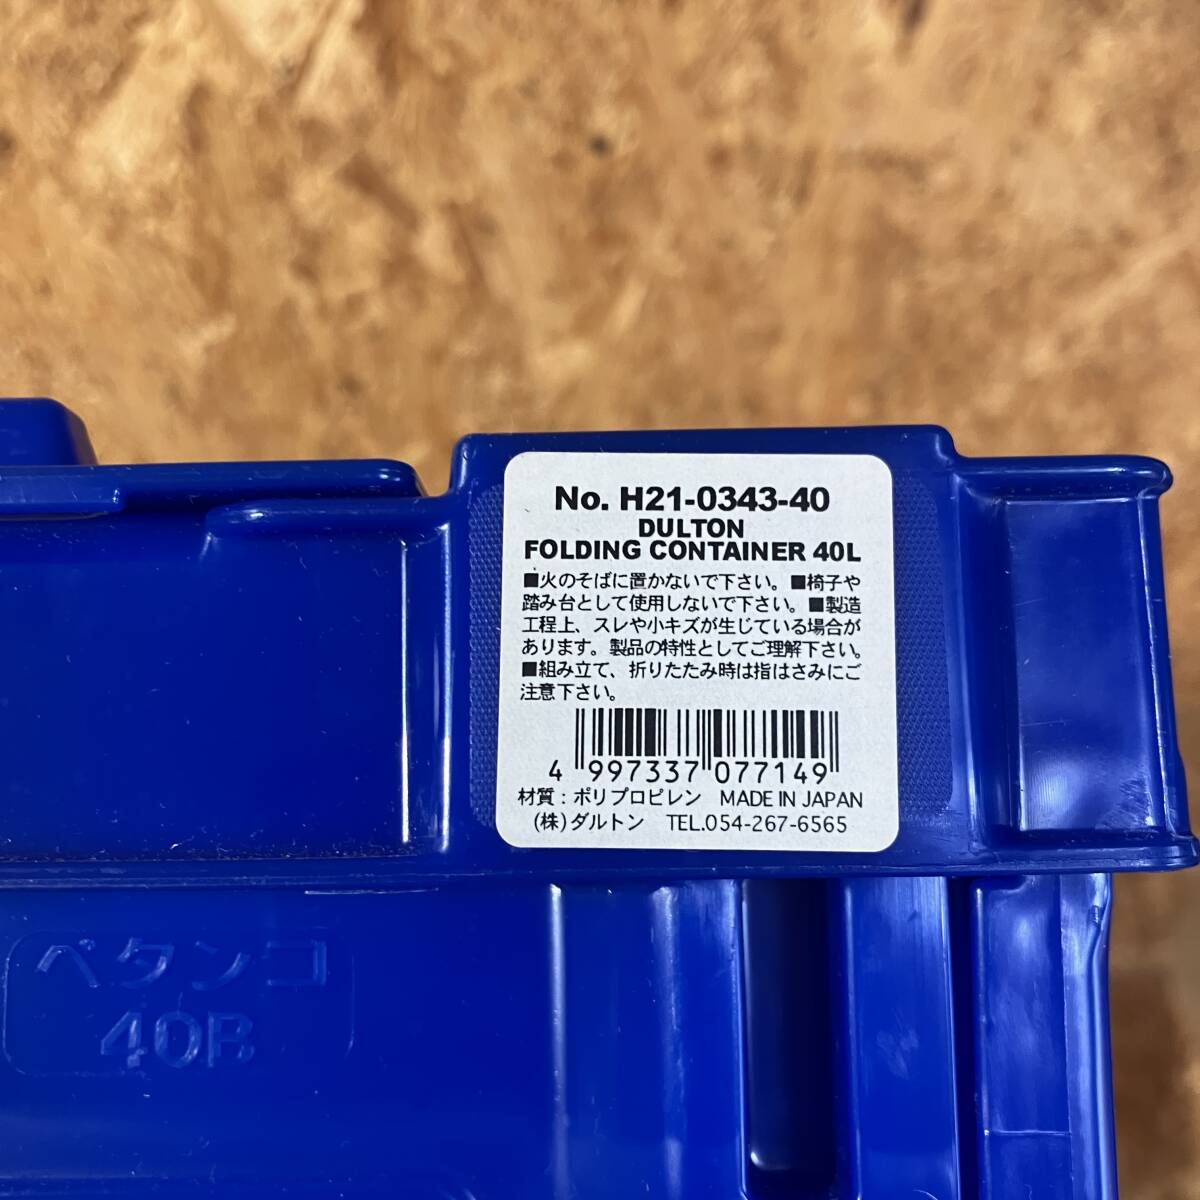 No. H21-0343-40
DULTON
FOLDING CONTAINER 40L
■火のそばに置かないで下さい。■椅子や
踏み台として使用しないで下さい。■製造
工程上、スレや小キズが生じている場合が
あります。製品の特性としてご理解下さい。
■組み立て、折りたたみ時は指はさみにご
注意下さい。
4 997337 077149
材質：ポリプロピレン MADE IN JAPAN
(株)ダルトン TEL.054-267-6565
ペタンコ
40B